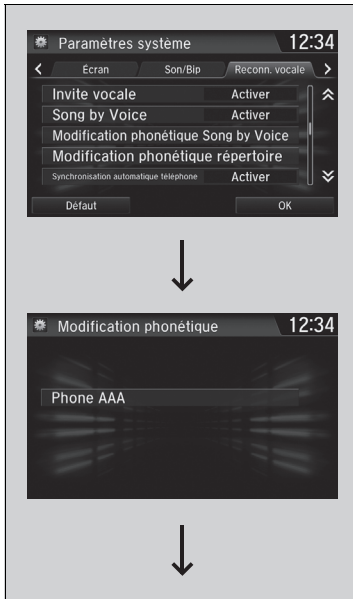 Paramètres système 12:34
Écran Son/Bip Reconn. vocale
Invite vocale Activer
Song by Voice Activer
Modification phonétique Song by Voice
Modification phonétique répertoire
Synchronisation automatique téléphone Activer
Défaut OK
Modification phonétique 12:34
Phone AAA